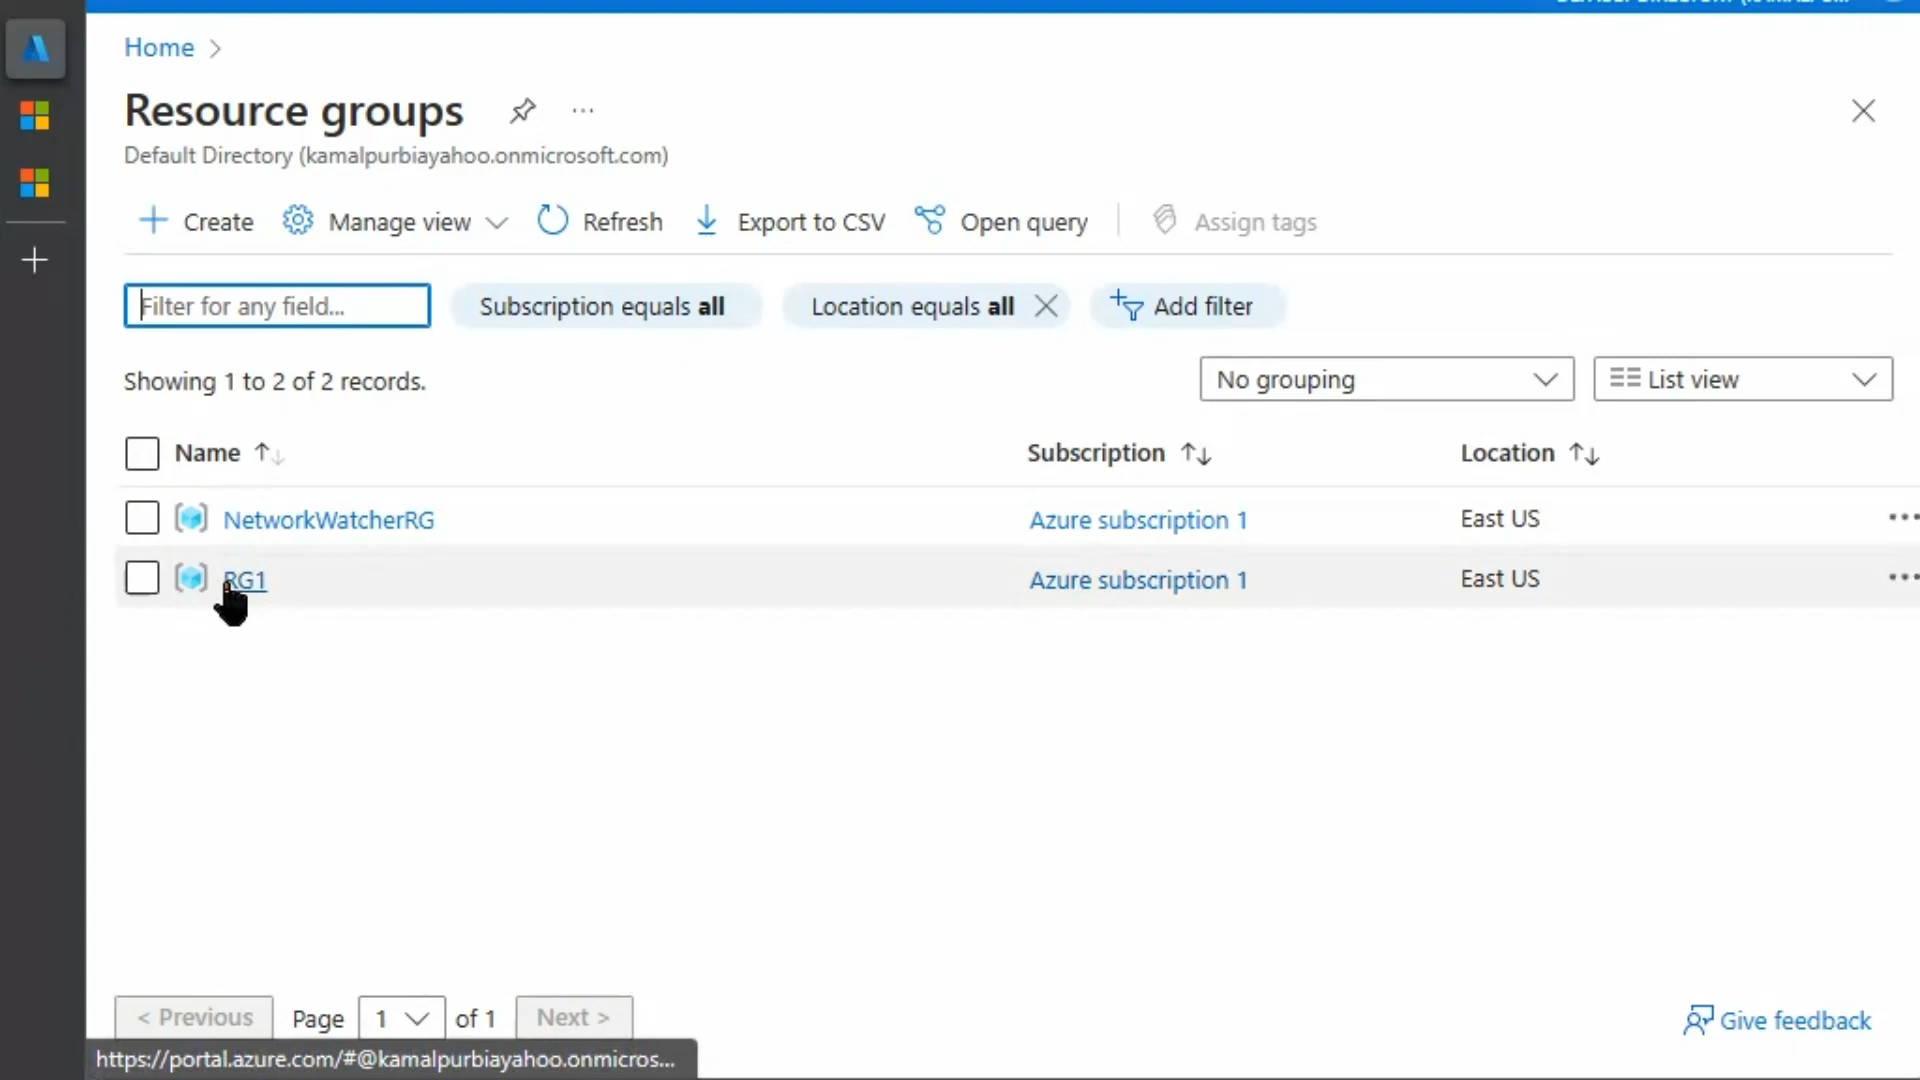 Home >
Resource groups ...
Default Directory (kamalpurbiayahoo.onmicrosoft.com)
+ Create Manage view Refresh Export to CSV Open query Assign tags
Filter for any field... Subscription equals all Location equals all Add filter
Showing 1 to 2 of 2 records. No grouping List view
Name Subscription Location
NetworkWatcherRG Azure subscription 1 East US ...
RG1 Azure subscription 1 East US ...
< Previous Page 1 of 1 Next > Give feedback
https://portal.azure.com/#@kamalpurbiayahoo.onmicros...